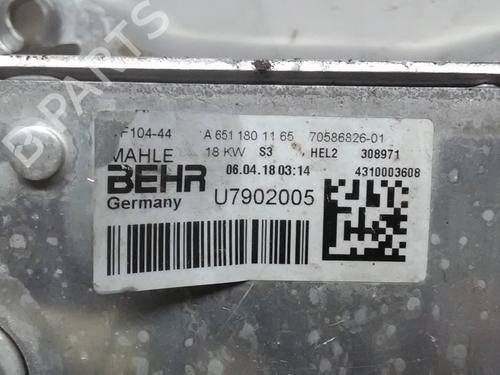 B-PARTS
F104-44 A 651 180 11 65 70586826-01
MAHLE 18 KW S3 HEL2 308971
BEHR 06.04.18 03:14 4310003608
Germany U7902005